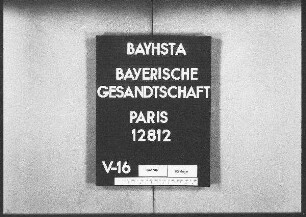 BAYHSTA
BAYERISCHE
GESANDTSCHAFT
PARIS
12812
V-16